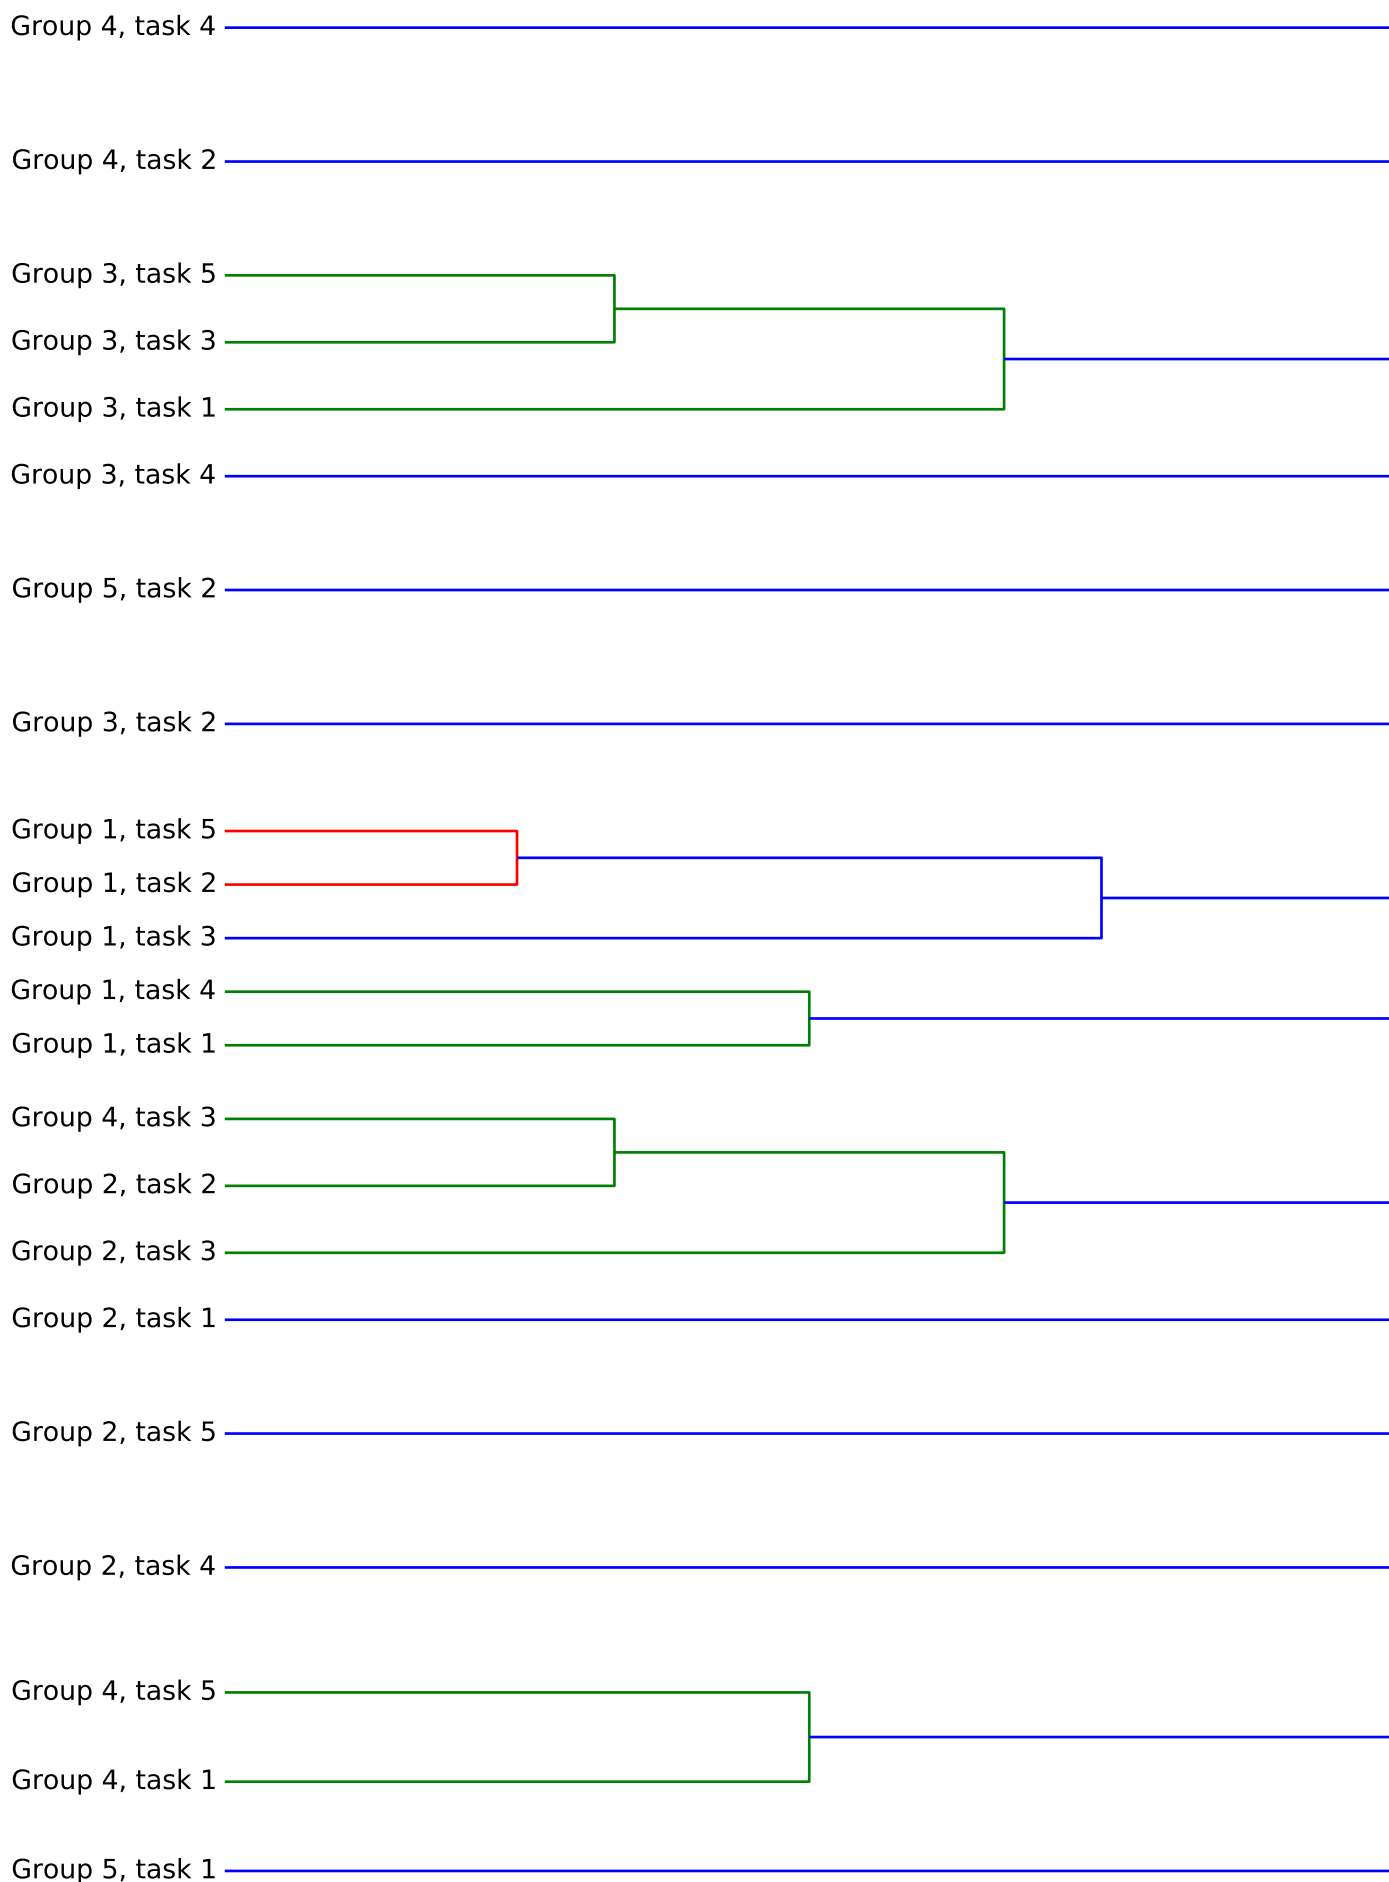 Group 4, task 4
Group 4, task 2
Group 3, task 5
Group 3, task 3
Group 3, task 1
Group 3, task 4
Group 5, task 2
Group 3, task 2
Group 1, task 5
Group 1, task 2
Group 1, task 3
Group 1, task 4
Group 1, task 1
Group 4, task 3
Group 2, task 2
Group 2, task 3
Group 2, task 1
Group 2, task 5
Group 2, task 4
Group 4, task 5
Group 4, task 1
Group 5, task 1